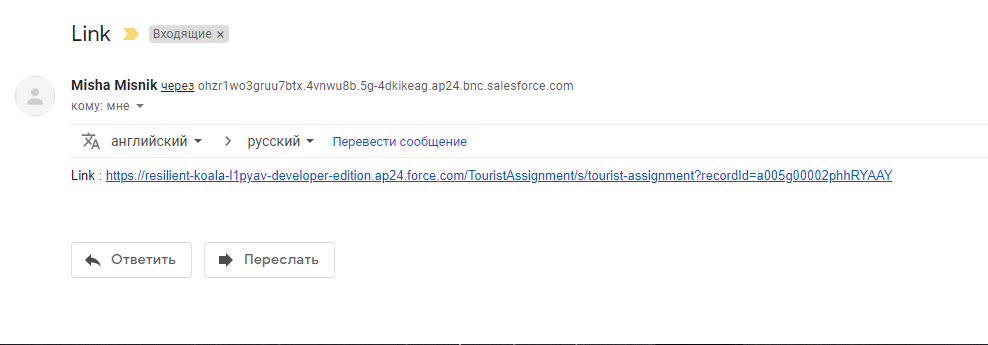 Link Входящие ×
Misha Misnik через ohzr1wo3gruu7btx.4vnwu8b.5g-4dkikeag.ap24.bnc.salesforce.com
кому: мне
английский русский Перевести сообщение
Link : https://resilient-koala-l1pyav-developer-edition.ap24.force.com/TouristAssignment/s/tourist-assignment?recordId=a005g00002phhRYAAY
Ответить Переслать